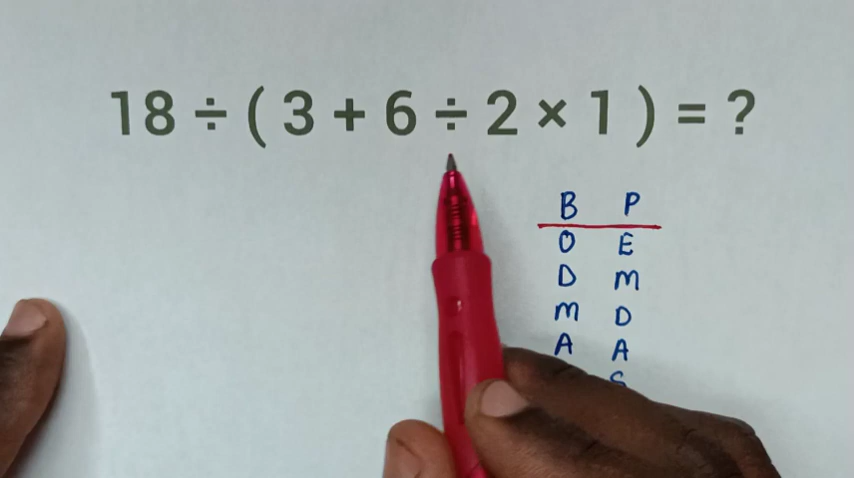 18 ÷ ( 3 + 6 ÷ 2 × 1 ) = ?
B P
O E
D M
M D
A A
S